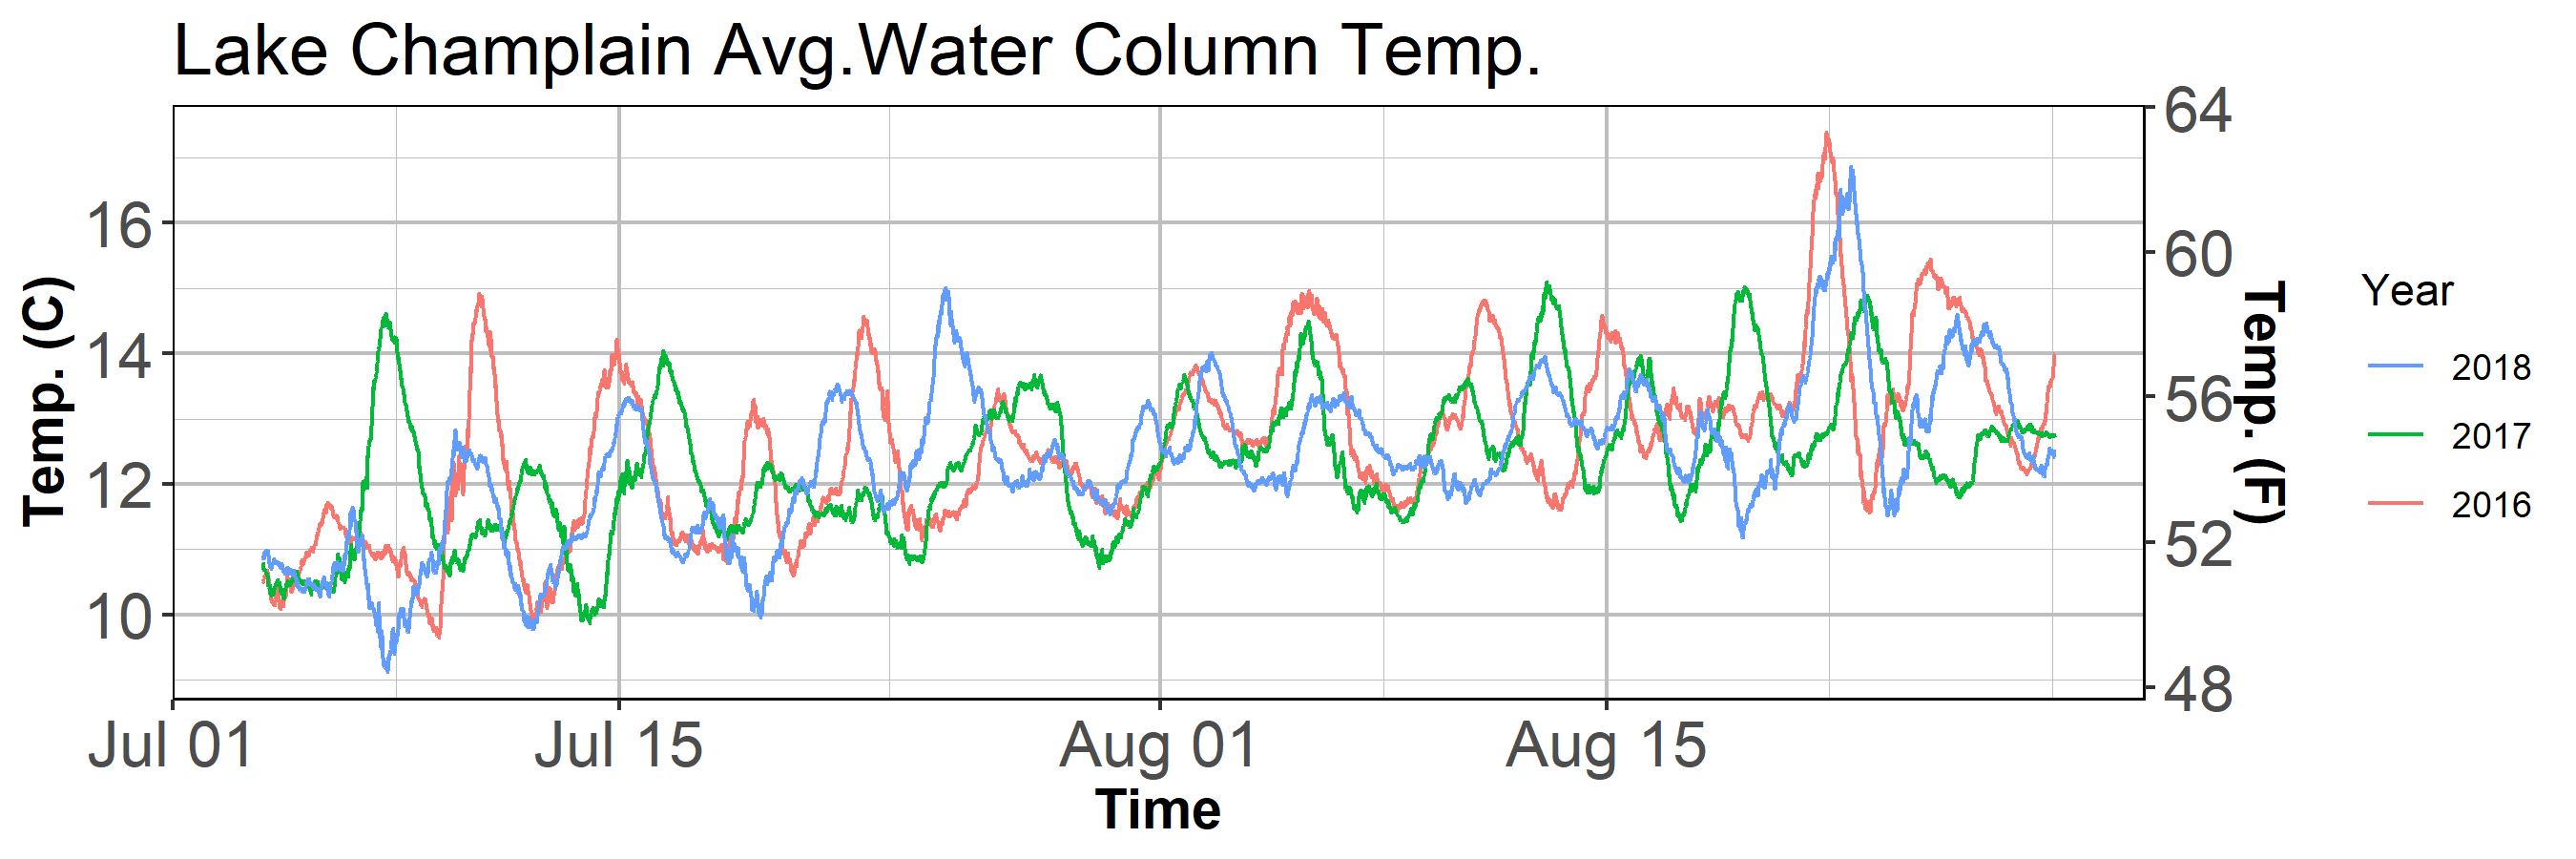 Lake Champlain Avg.Water Column Temp.
Temp. (C)
16
14
12
10
64
60
56
52
48
Temp. (F)
Jul 01
Jul 15
Aug 01
Aug 15
Time
Year
2018
2017
2016